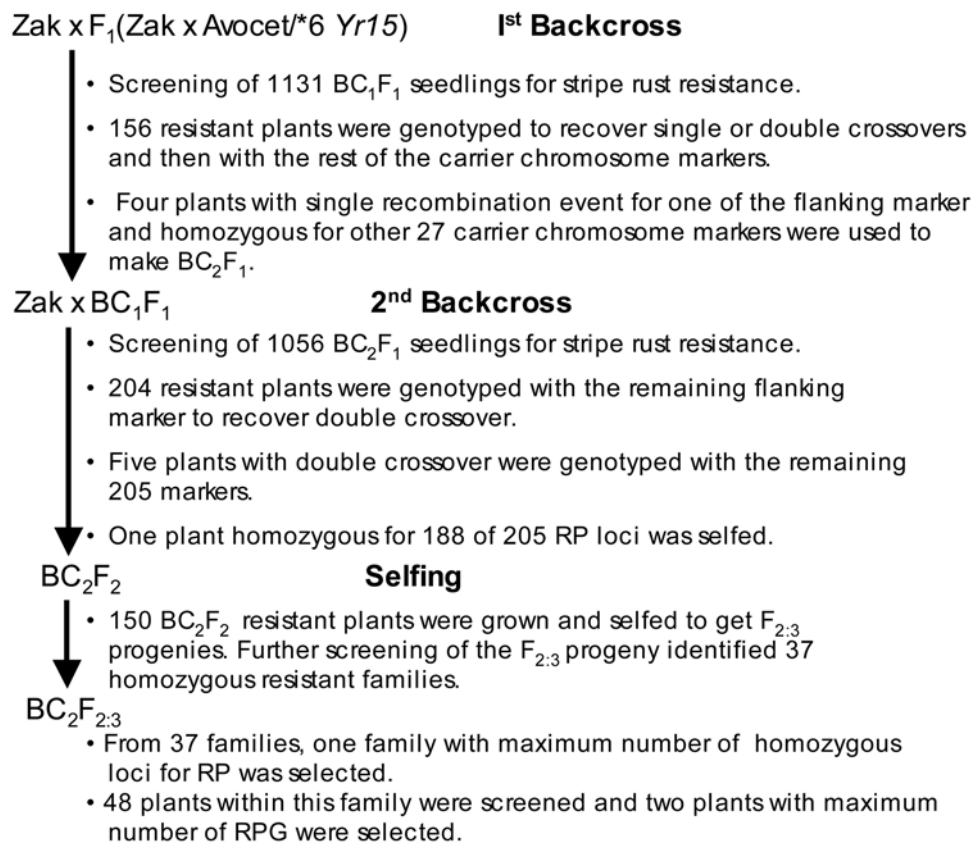 Zak x F₁(Zak x Avocet/*6 Yr15) Iˢᵗ Backcross
• Screening of 1131 BC₁F₁ seedlings for stripe rust resistance.
• 156 resistant plants were genotyped to recover single or double crossovers
and then with the rest of the carrier chromosome markers.
• Four plants with single recombination event for one of the flanking marker
and homozygous for other 27 carrier chromosome markers were used to
make BC₂F₁.
Zak x BC₁F₁ 2ⁿᵈ Backcross
• Screening of 1056 BC₂F₁ seedlings for stripe rust resistance.
• 204 resistant plants were genotyped with the remaining flanking
marker to recover double crossover.
• Five plants with double crossover were genotyped with the remaining
205 markers.
• One plant homozygous for 188 of 205 RP loci was selfed.
BC₂F₂ Selfing
• 150 BC₂F₂ resistant plants were grown and selfed to get F₂:₃
progenies. Further screening of the F₂:₃ progeny identified 37
homozygous resistant families.
BC₂F₂:₃
• From 37 families, one family with maximum number of homozygous
loci for RP was selected.
• 48 plants within this family were screened and two plants with maximum
number of RPG were selected.